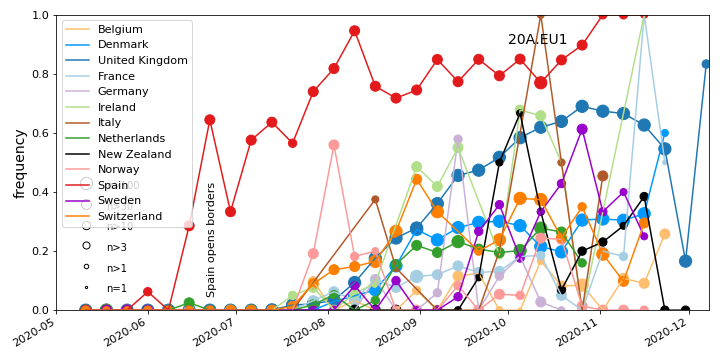 1.0
0.8
0.6
0.4
0.2
0.0
frequency
Belgium
Denmark
United Kingdom
France
Germany
Ireland
Italy
Netherlands
New Zealand
Norway
Spain
Sweden
Switzerland
n>3
n>1
n=1
Spain opens borders
20A.EU1
2020-05
2020-06
2020-07
2020-08
2020-09
2020-10
2020-11
2020-12